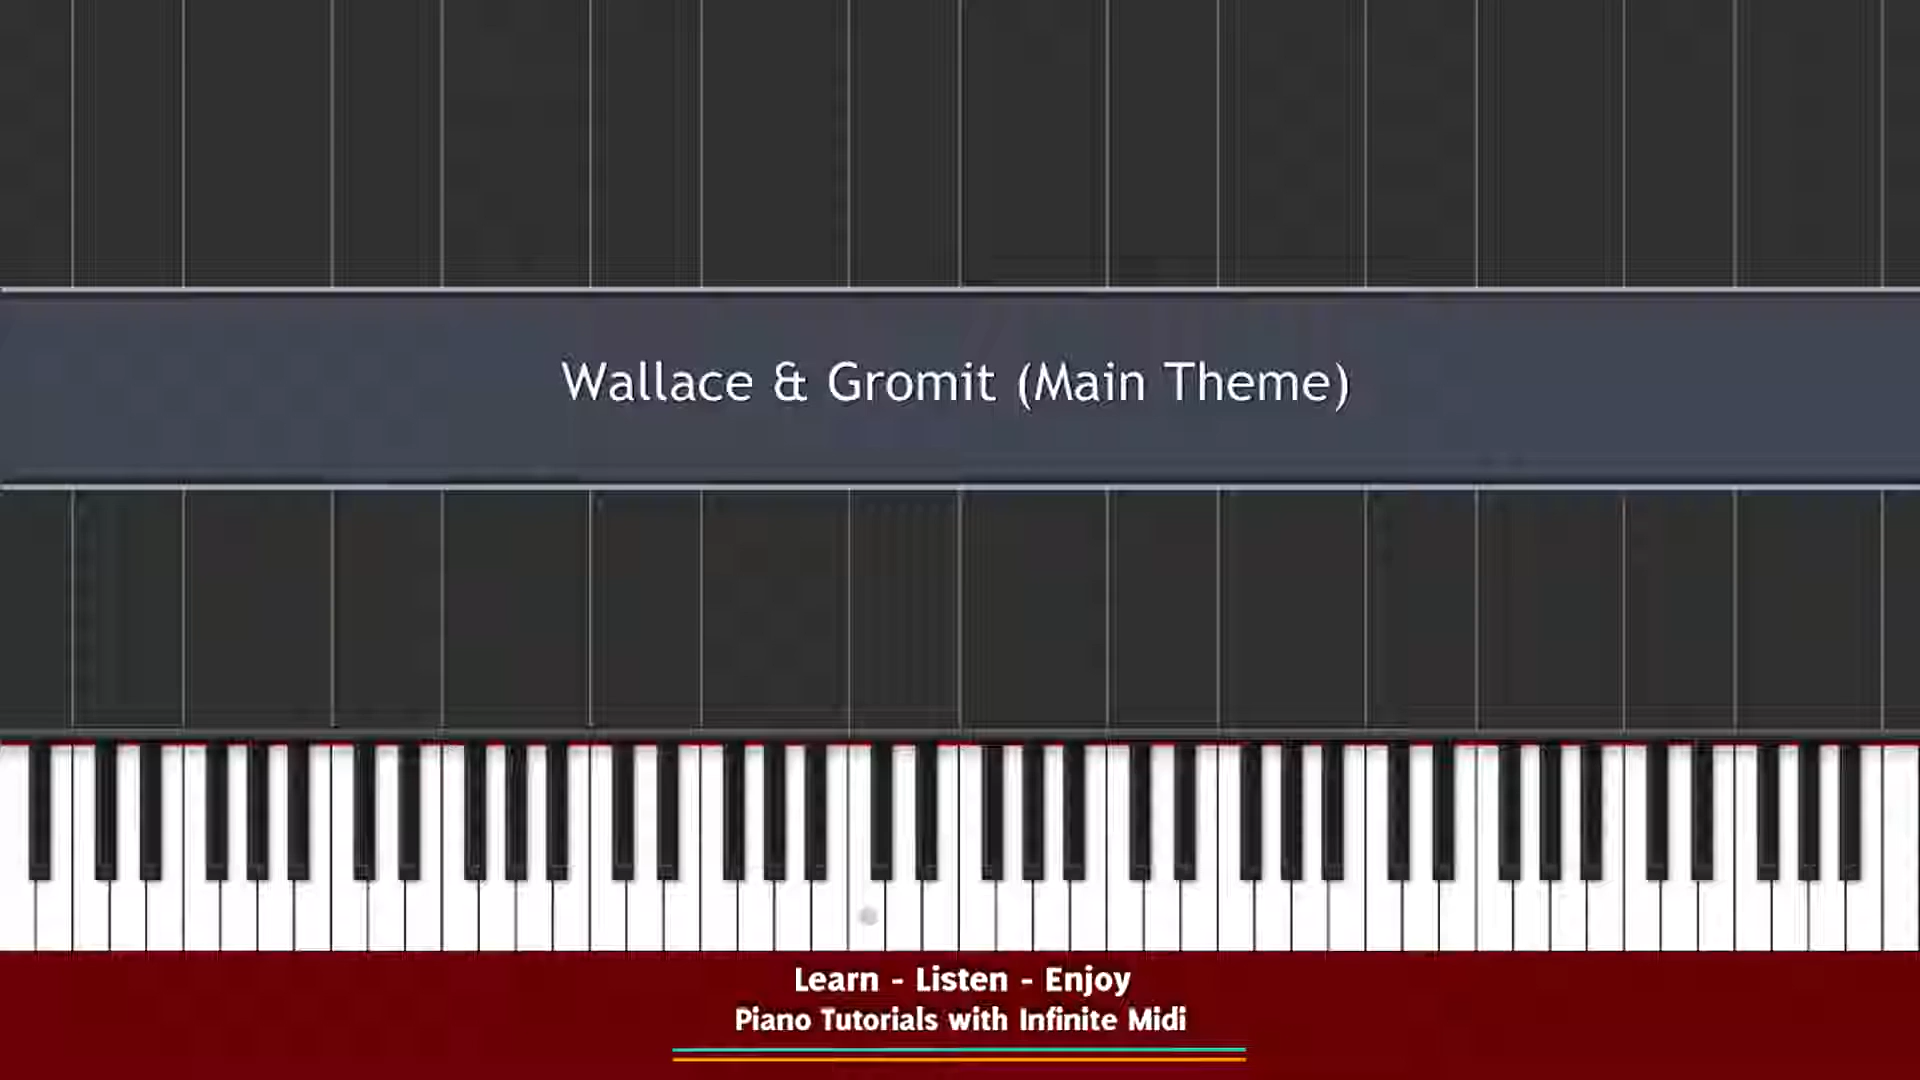 Wallace & Gromit (Main Theme)
Learn - Listen - Enjoy
Piano Tutorials with Infinite Midi